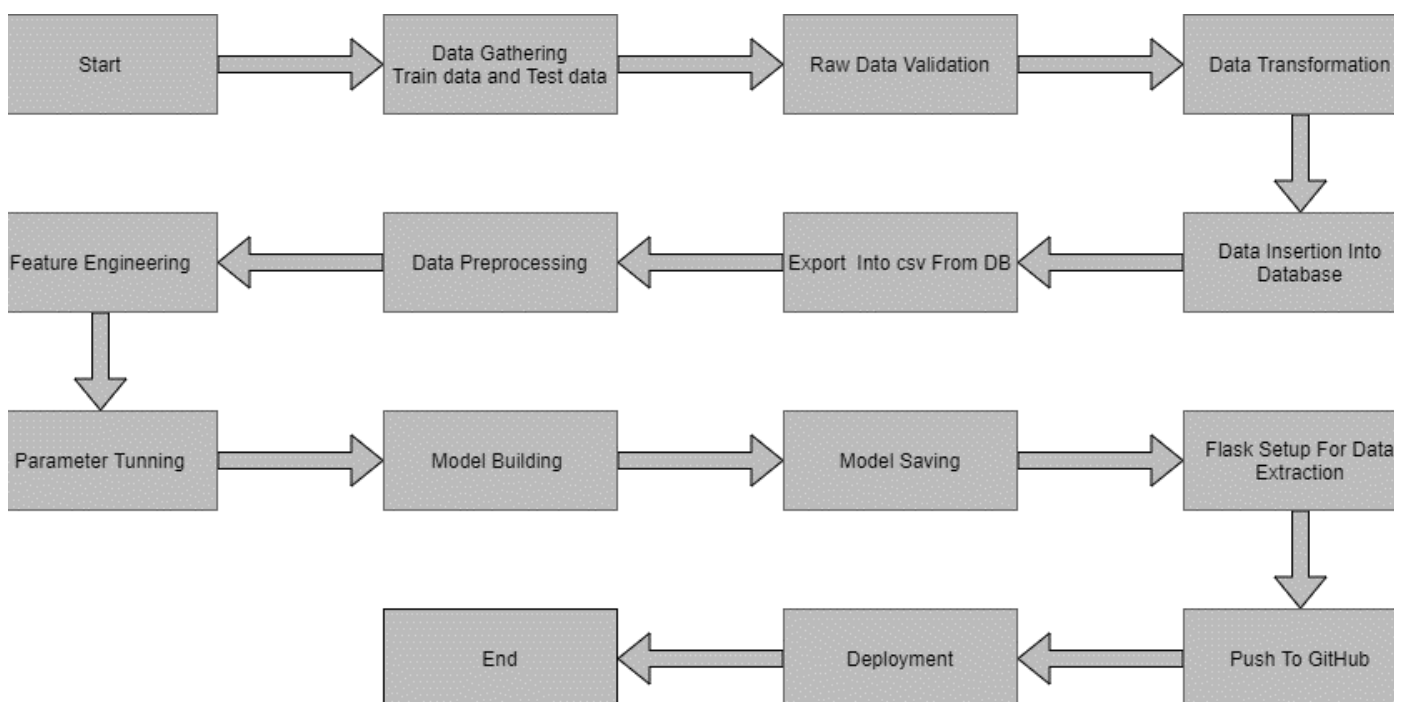 Start
Data Gathering
Train data and Test data
Raw Data Validation
Data Transformation
Data Insertion Into
Database
Export  Into csv From DB
Data Preprocessing
Feature Engineering
Parameter Tunning
Model Building
Model Saving
Flask Setup For Data
Extraction
Push To GitHub
Deployment
End